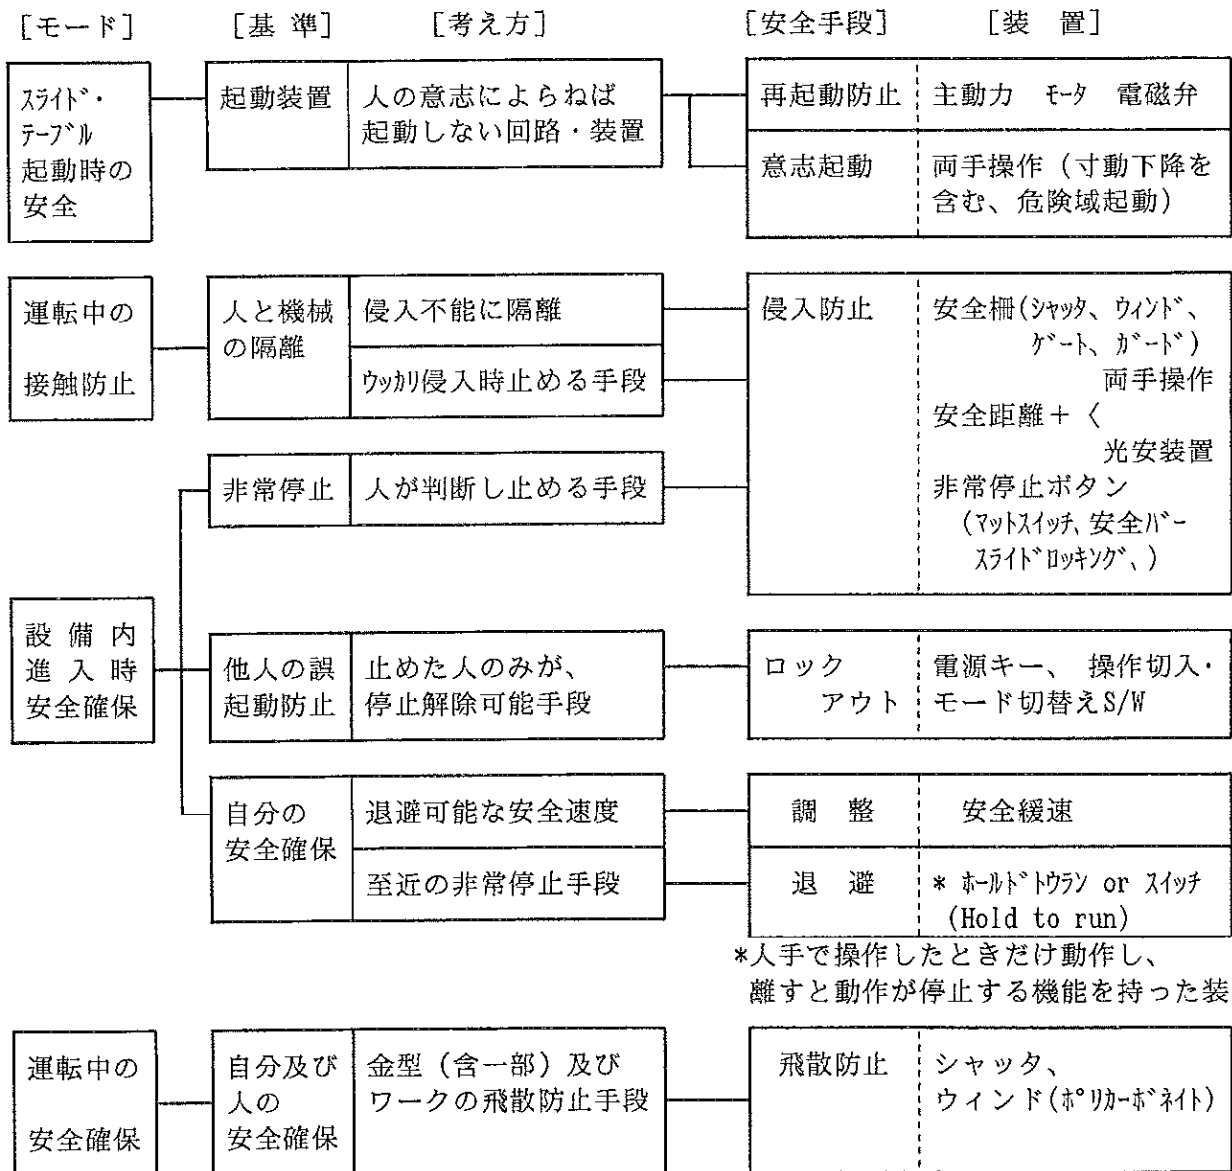 [モード] [基 準] [考え方] [安全手段] [装 置]
スライド・
テーブル
起動時の
安全
起動装置
人の意志によらねば
起動しない回路・装置
再起動防止 主動力 モータ 電磁弁
意志起動 両手操作(寸動下降を
含む、危険域起動)
運転中の
接触防止
人と機械
の隔離
侵入不能に隔離
ウッカリ侵入時止める手段
侵入防止
安全柵(シャッタ、ウィンド、
ゲート、ガード)
両手操作
安全距離+〈
光安装置
非常停止ボタン
(マットスイッチ、安全バー
スライドロッキング、)
非常停止 人が判断し止める手段
設備内
進入時
安全確保
他人の誤
起動防止
止めた人のみが、
停止解除可能手段
ロック
アウト
電源キー、 操作切入・
モード切替えS/W
自分の
安全確保
退避可能な安全速度
至近の非常停止手段
調 整 安全緩速
退 避 * ホールドトウラン or スイッチ
(Hold to run)
*人手で操作したときだけ動作し、
離すと動作が停止する機能を持った装
運転中の
安全確保
自分及び
人の
安全確保
金型(含一部)及び
ワークの飛散防止手段
飛散防止
シャッタ、
ウィンド(ポリカーボネイト)